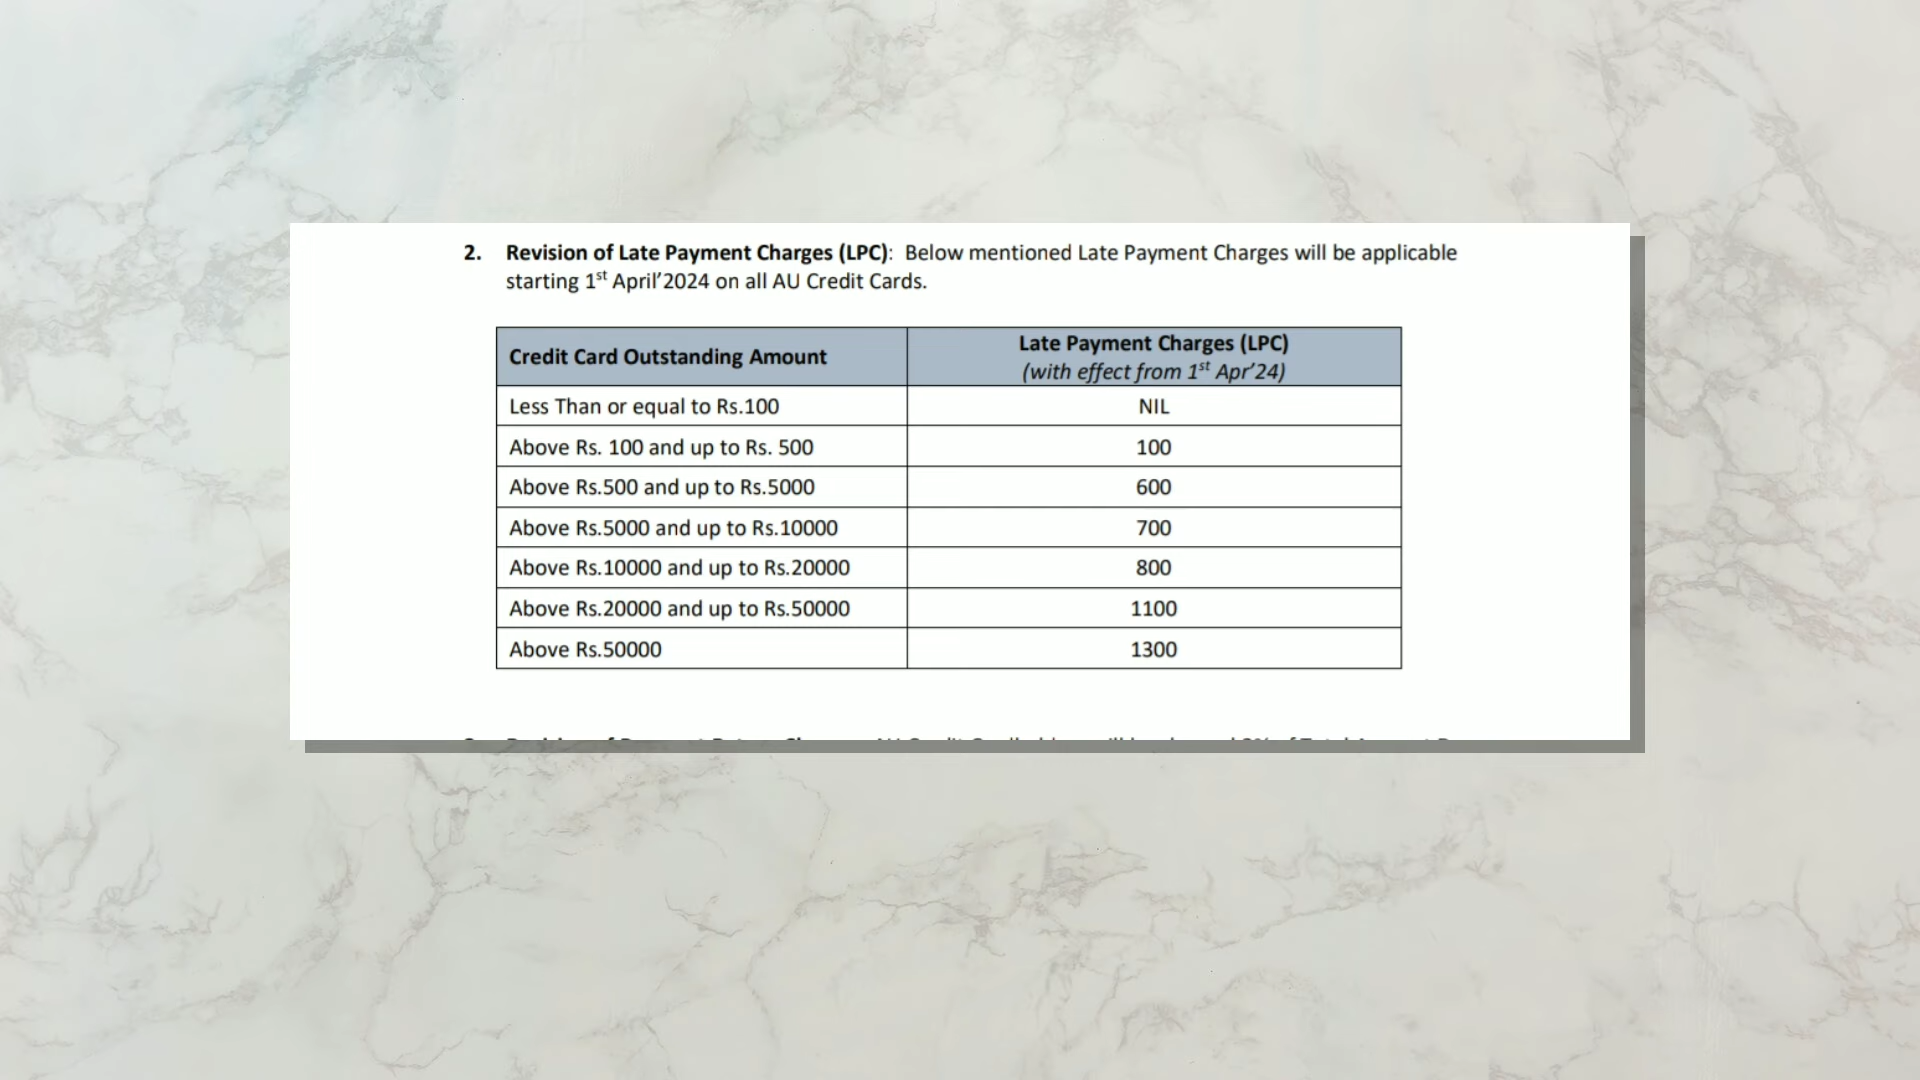 2. Revision of Late Payment Charges (LPC): Below mentioned Late Payment Charges will be applicable
starting 1st April'2024 on all AU Credit Cards.
Credit Card Outstanding Amount
Late Payment Charges (LPC)
(with effect from 1st Apr'24)
Less Than or equal to Rs.100 NIL
Above Rs. 100 and up to Rs. 500 100
Above Rs.500 and up to Rs.5000 600
Above Rs.5000 and up to Rs.10000 700
Above Rs.10000 and up to Rs.20000 800
Above Rs.20000 and up to Rs.50000 1100
Above Rs.50000 1300